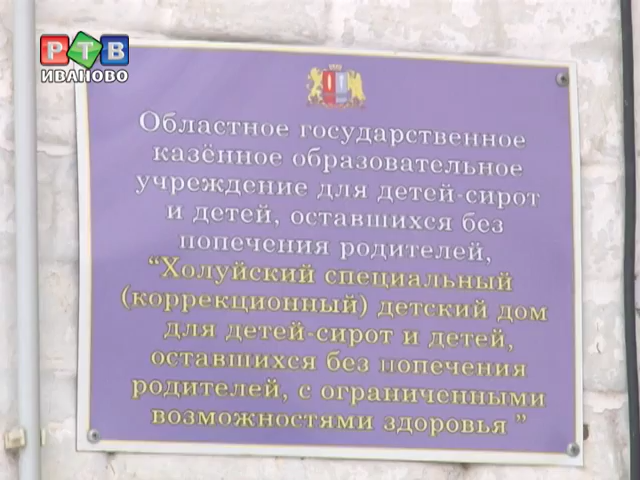 РТВ
ИВАНОВО
Областное государственное
казённое образовательное
учреждение для детей-сирот
и детей, оставшихся без
попечения родителей,
“Холуйский специальный
(коррекционный) детский дом
для детей-сирот и детей,
оставшихся без попечения
родителей, с ограниченными
возможностями здоровья ”